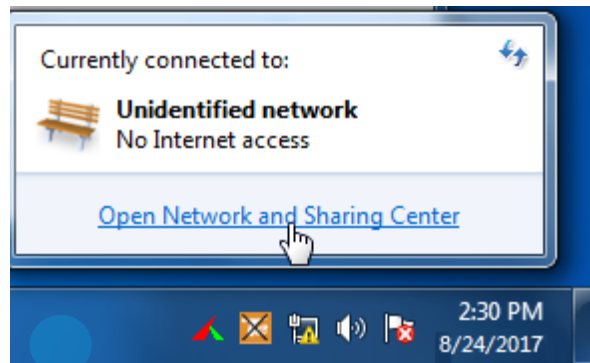 Currently connected to:
Unidentified network
No Internet access
Open Network and Sharing Center
2:30 PM
8/24/2017